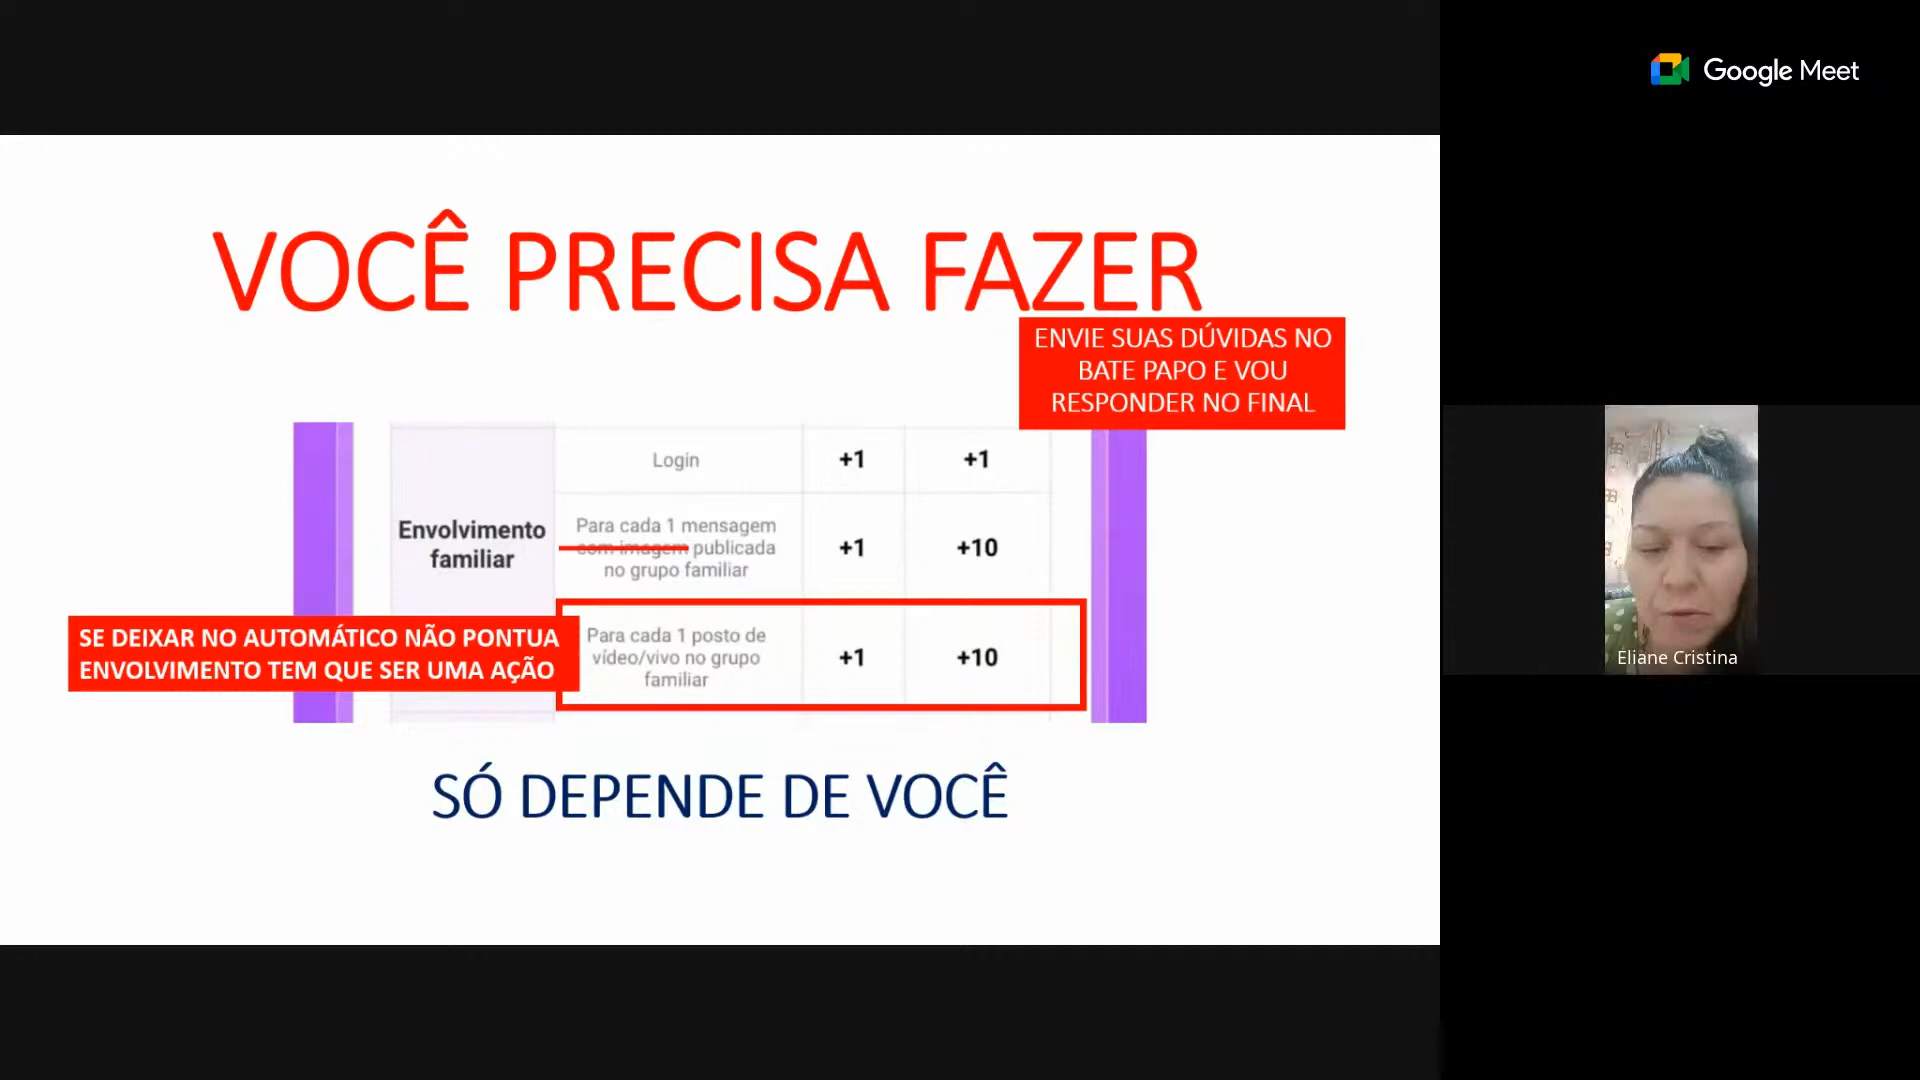 Google Meet
VOCÊ PRECISA FAZER
ENVIE SUAS DÚVIDAS NO
BATE PAPO E VOU
RESPONDER NO FINAL
Login
+1
+1
Envolvimento
familiar
Para cada 1 mensagem
com imagem publicada
no grupo familiar
+1
+10
SE DEIXAR NO AUTOMÁTICO NÃO PONTUA
ENVOLVIMENTO TEM QUE SER UMA AÇÃO
Para cada 1 posto de
vídeo/vivo no grupo
familiar
+1
+10
SÓ DEPENDE DE VOCÊ
Eliane Cristina